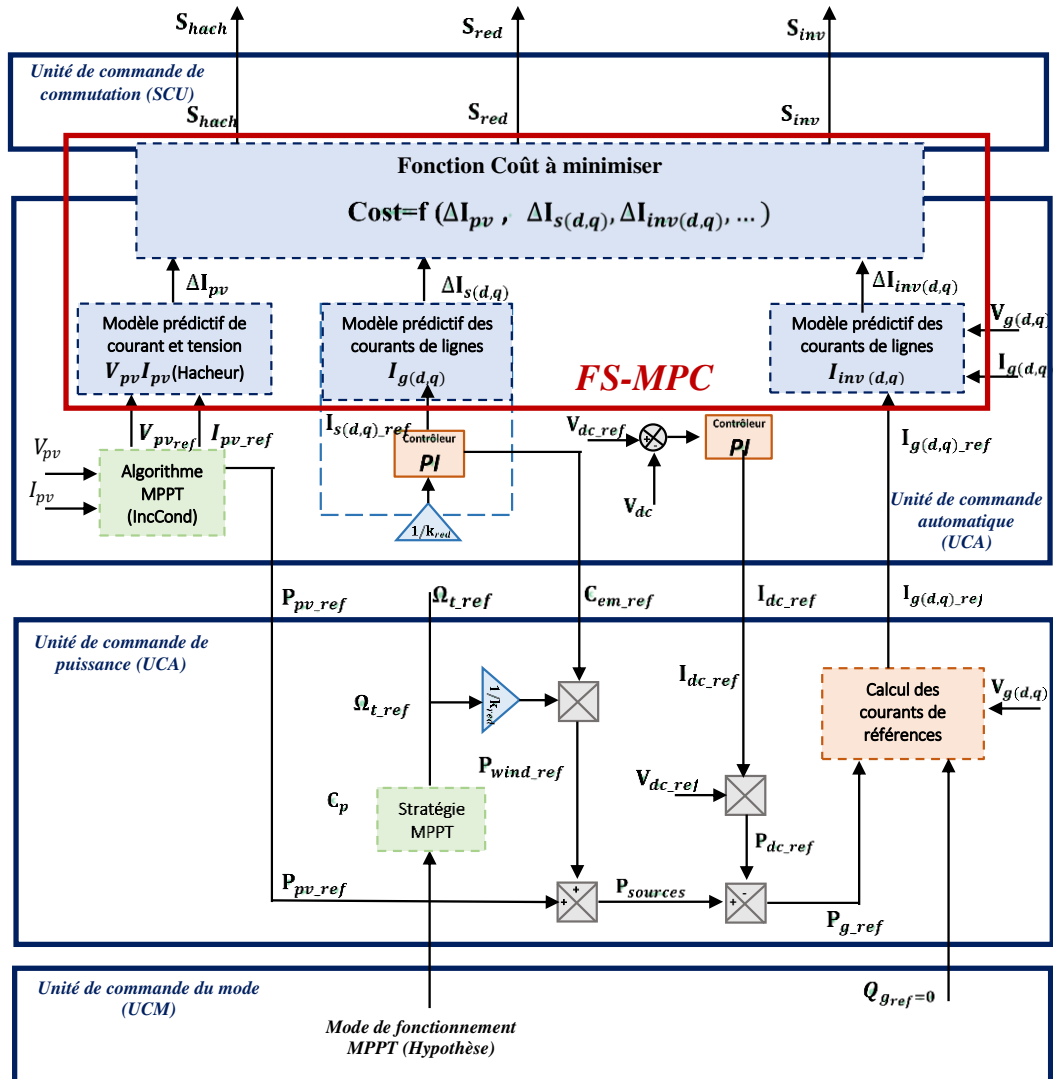 S_hach S_red S_inv
Unité de commande de
commutation (SCU)
S_hach S_red S_inv
Fonction Coût à minimiser
Cost=f (ΔI_pv , ΔI_s(d,q), ΔI_inv(d,q), … )
ΔI_pv ΔI_s(d,q) ΔI_inv(d,q)
Modèle prédictif de
courant et tension
V_pv I_pv(Hacheur)
Modèle prédictif des
courants de lignes
I_g(d,q)
Modèle prédictif des
courants de lignes
I_inv(d,q)
V_g(d,q)
I_g(d,q)
FS-MPC
V_pv_ref I_pv_ref
I_s(d,q)_ref
Contrôleur
PI
V_dc_ref
+
-
V_dc
Contrôleur
PI
I_g(d,q)_ref
V_pv
I_pv
Algorithme
MPPT
(IncCond)
1/k_red
Unité de commande
automatique
(UCA)
P_pv_ref Ω_t_ref C_em_ref I_dc_ref I_g(d,q)_ref
Unité de commande de
puissance (UCA)
Ω_t_ref
1/k_red
I_dc_ref
Calcul des
courants de
références
V_g(d,q)
P_wind_ref
V_dc_ref
C_p
Stratégie
MPPT
P_dc_ref
P_pv_ref
+
+
P_sources
+
-
P_g_ref
Unité de commande du mode
(UCM)
Q_gref=0
Mode de fonctionnement
MPPT (Hypothèse)